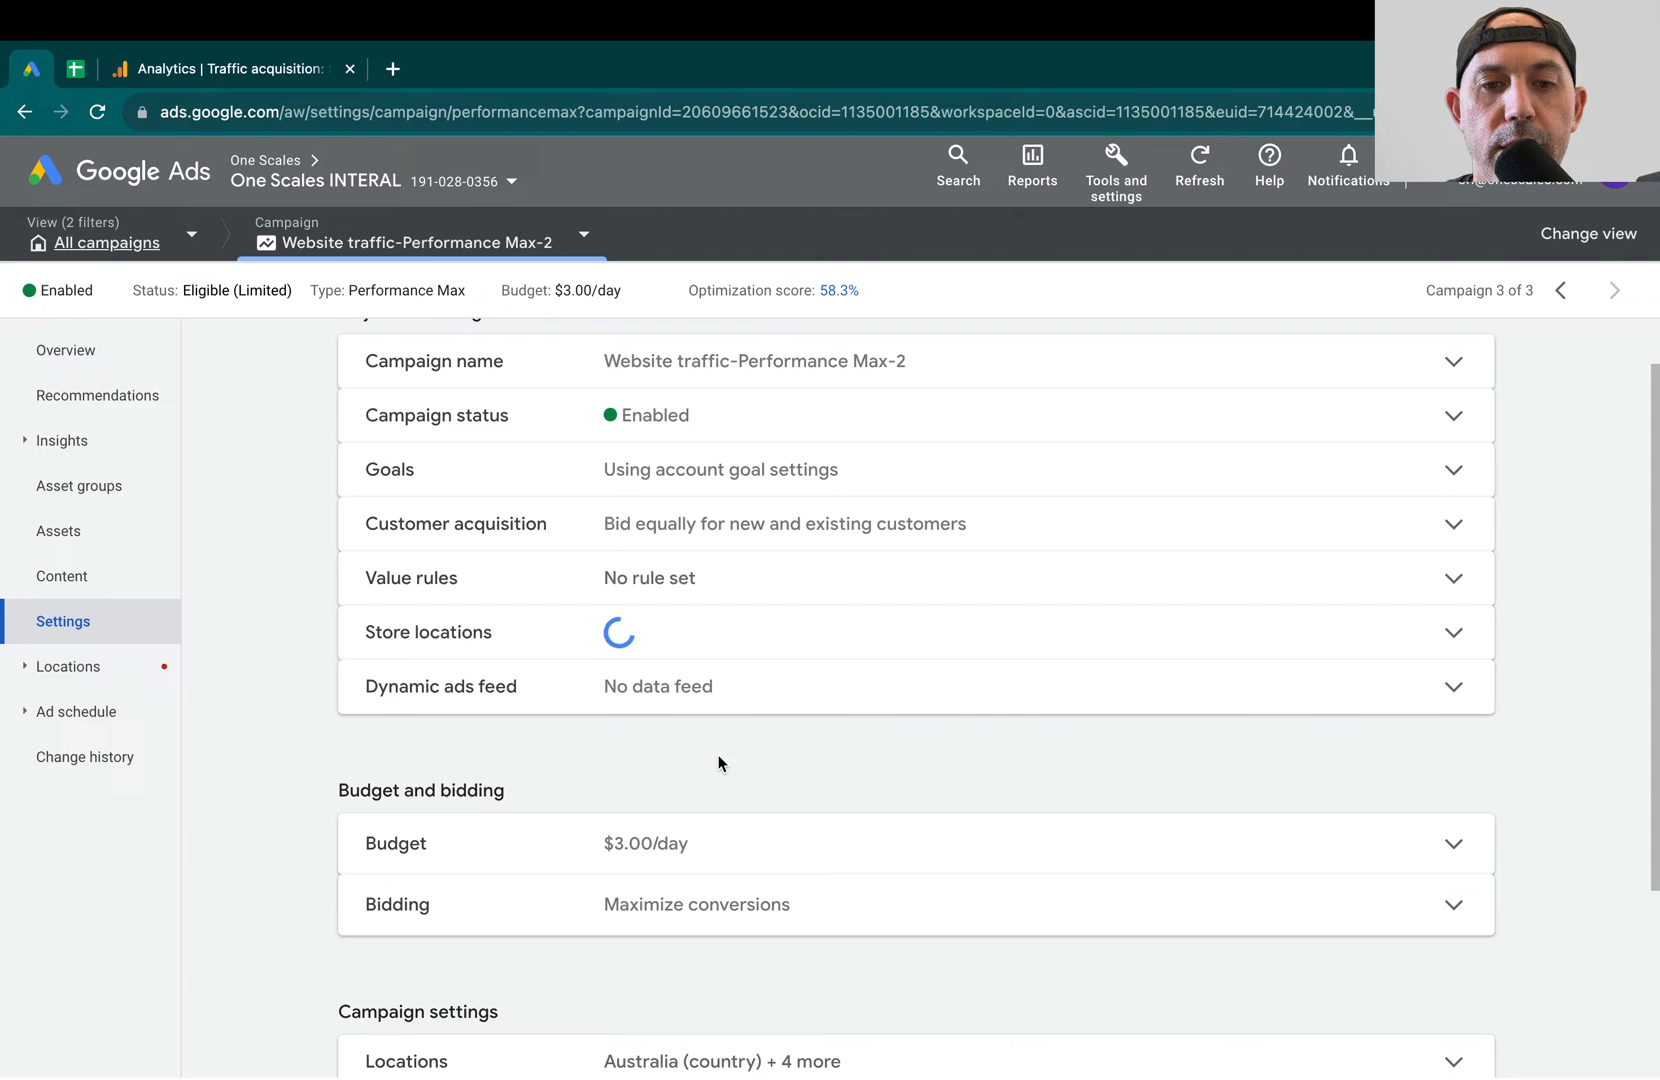 Analytics | Traffic acquisition:
ads.google.com/aw/settings/campaign/performancemax?campaignId=20609661523&ocid=1135001185&workspaceId=0&ascid=1135001185&euid=714424002&__
Google Ads
One Scales
One Scales INTERAL 191-028-0356
Search
Reports
Tools and settings
Refresh
Help
Notifications
View (2 filters)
All campaigns
Campaign
Website traffic-Performance Max-2
Change view
Enabled
Status: Eligible (Limited)
Type: Performance Max
Budget: $3.00/day
Optimization score: 58.3%
Campaign 3 of 3
Overview
Recommendations
Insights
Asset groups
Assets
Content
Settings
Locations
Ad schedule
Change history
Campaign name Website traffic-Performance Max-2
Campaign status Enabled
Goals Using account goal settings
Customer acquisition Bid equally for new and existing customers
Value rules No rule set
Store locations
Dynamic ads feed No data feed
Budget and bidding
Budget $3.00/day
Bidding Maximize conversions
Campaign settings
Locations Australia (country) + 4 more